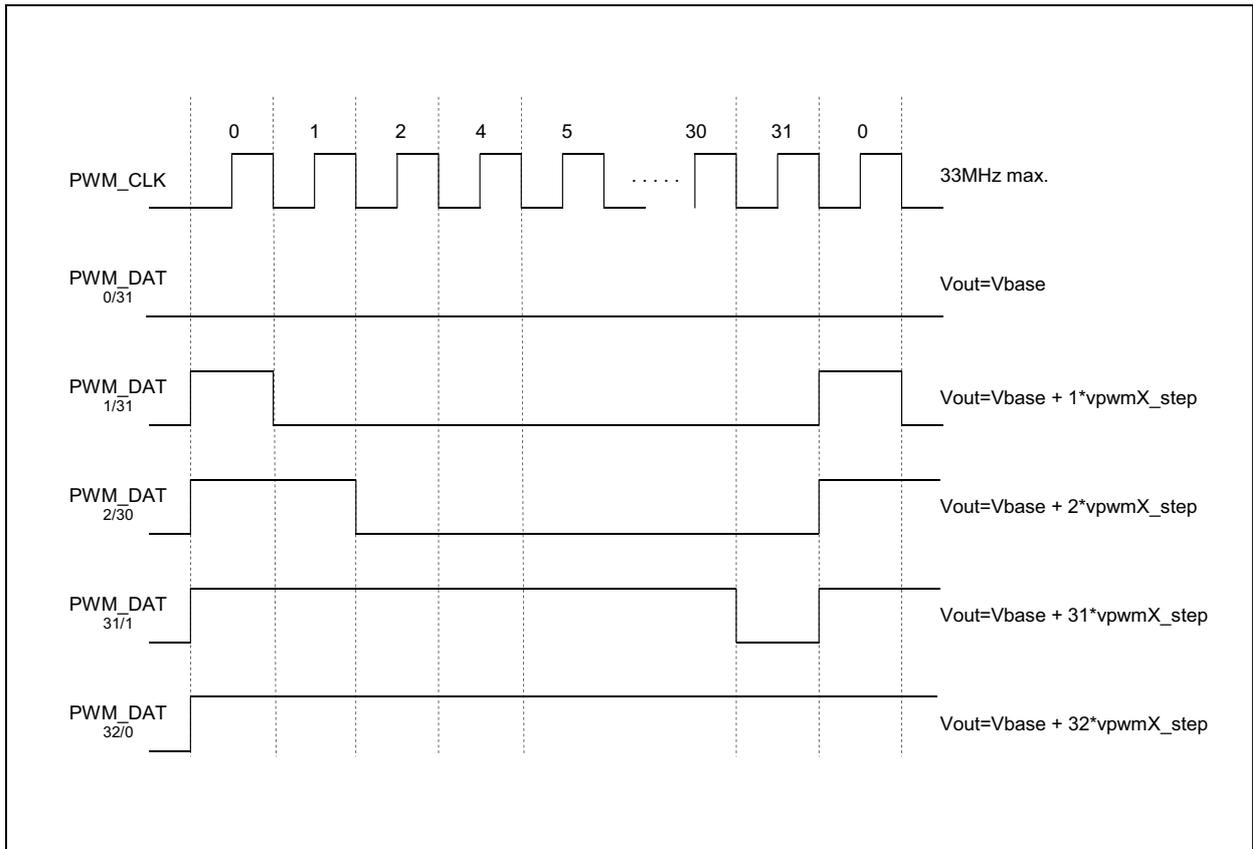 0 1 2 4 5 30 31 0
PWM_CLK ..... 33MHz max.
PWM_DAT
0/31
Vout=Vbase
PWM_DAT
1/31
Vout=Vbase + 1*vpwmX_step
PWM_DAT
2/30
Vout=Vbase + 2*vpwmX_step
PWM_DAT
31/1
Vout=Vbase + 31*vpwmX_step
PWM_DAT
32/0
Vout=Vbase + 32*vpwmX_step